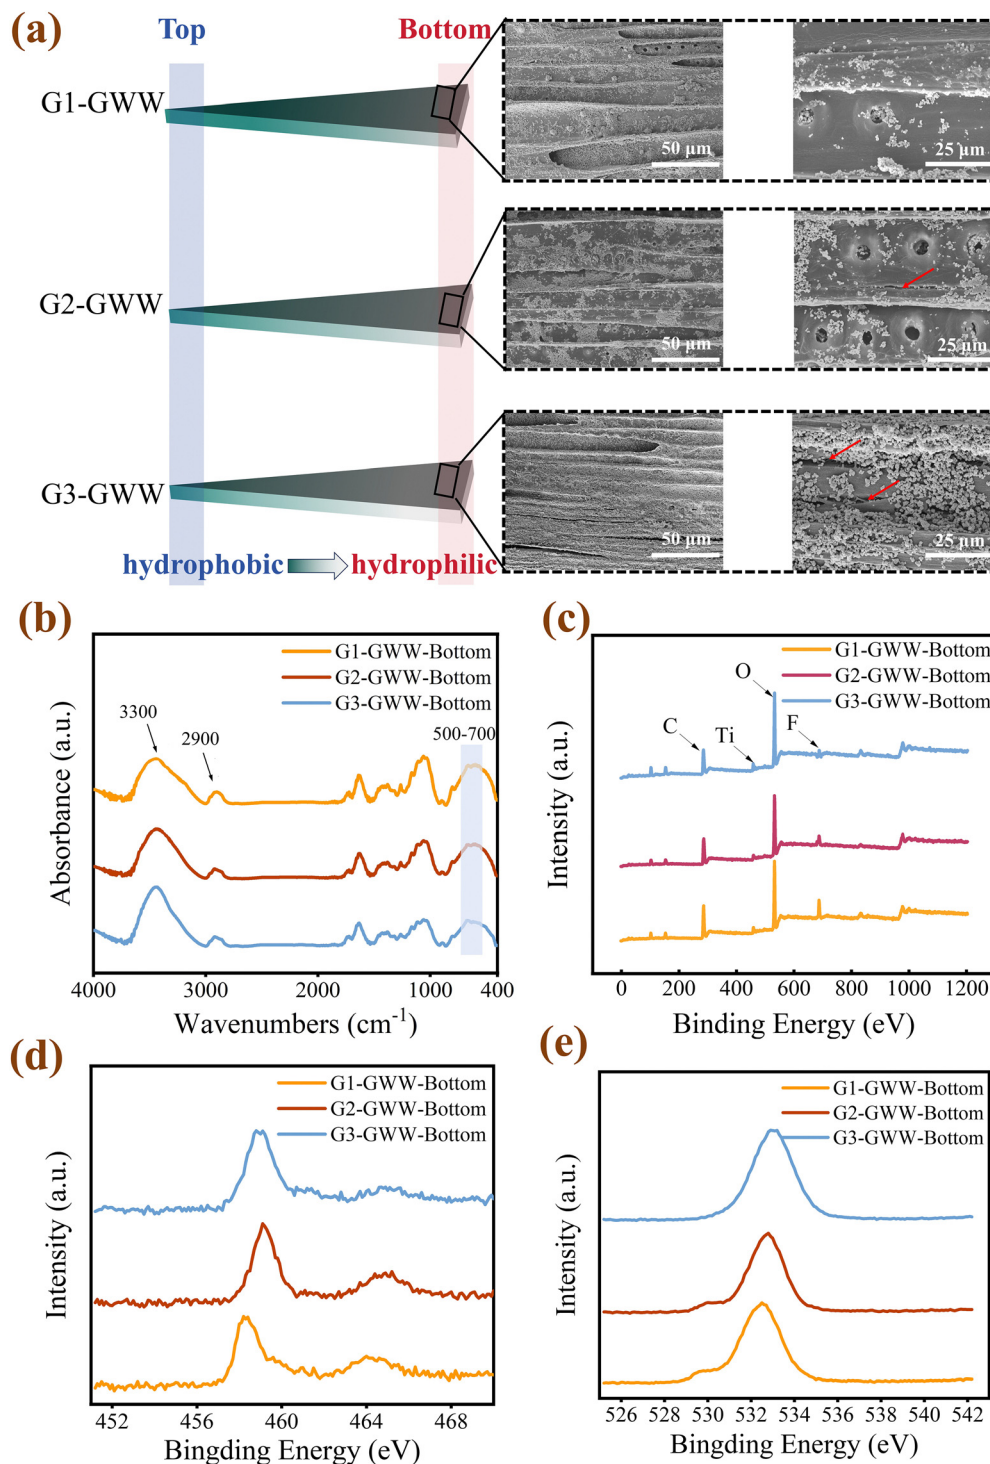 (a)
Top
Bottom
G1-GWW
50 μm
25 μm
G2-GWW
50 μm
25 μm
G3-GWW
50 μm
25 μm
hydrophobic
hydrophilic
(b)
G1-GWW-Bottom
G2-GWW-Bottom
G3-GWW-Bottom
3300
2900
500-700
Absorbance (a.u.)
4000 3000 2000 1000 400
Wavenumbers (cm-1)
(c)
G1-GWW-Bottom
G2-GWW-Bottom
G3-GWW-Bottom
O
C
Ti
F
Intensity (a.u.)
0 200 400 600 800 1000 1200
Binding Energy (eV)
(d)
G1-GWW-Bottom
G2-GWW-Bottom
G3-GWW-Bottom
Intensity (a.u.)
452 456 460 464 468
Bingding Energy (eV)
(e)
G1-GWW-Bottom
G2-GWW-Bottom
G3-GWW-Bottom
Intensity (a.u.)
526 530 534 538 542
Bingding Energy (eV)